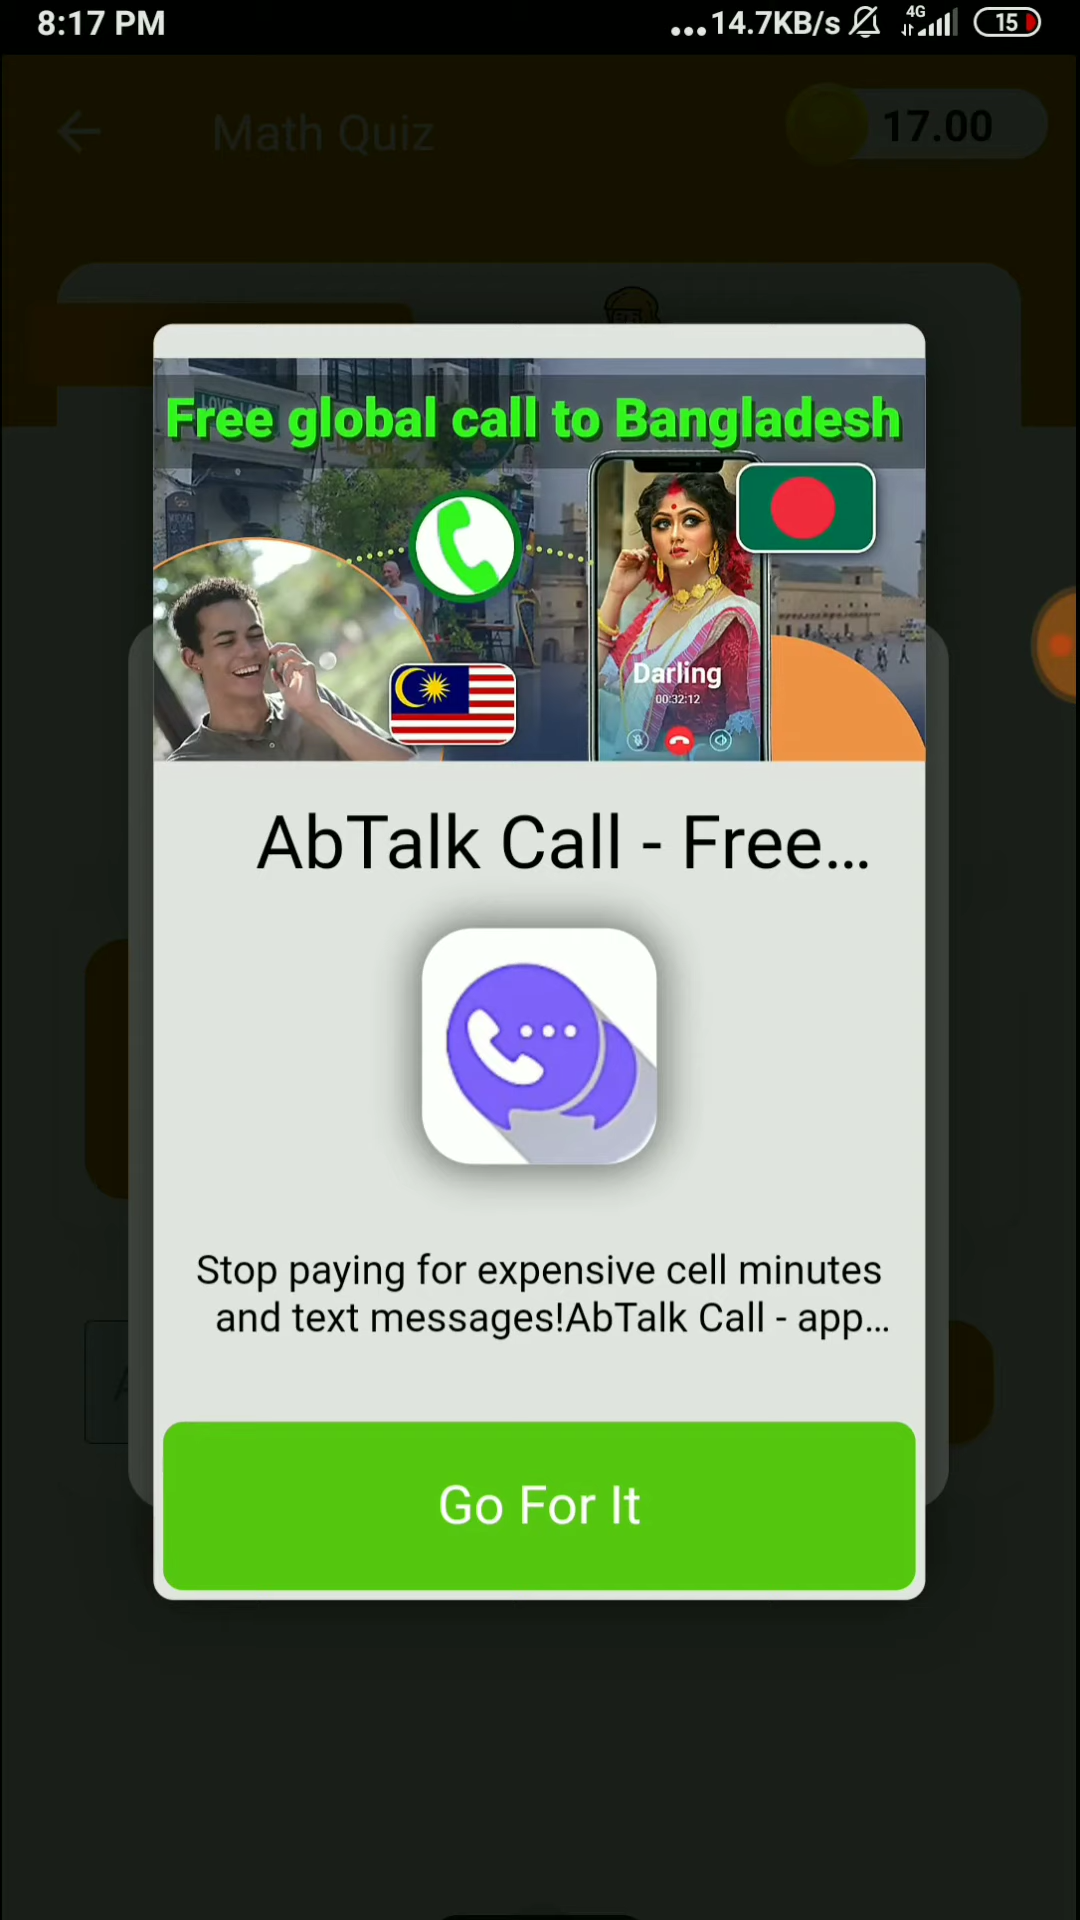 8:17 PM
...14.7KB/s 4G 15
Math Quiz
17.00
Free global call to Bangladesh
Darling
00:32:12
AbTalk Call - Free...
Stop paying for expensive cell minutes
and text messages!AbTalk Call - app...
Go For It